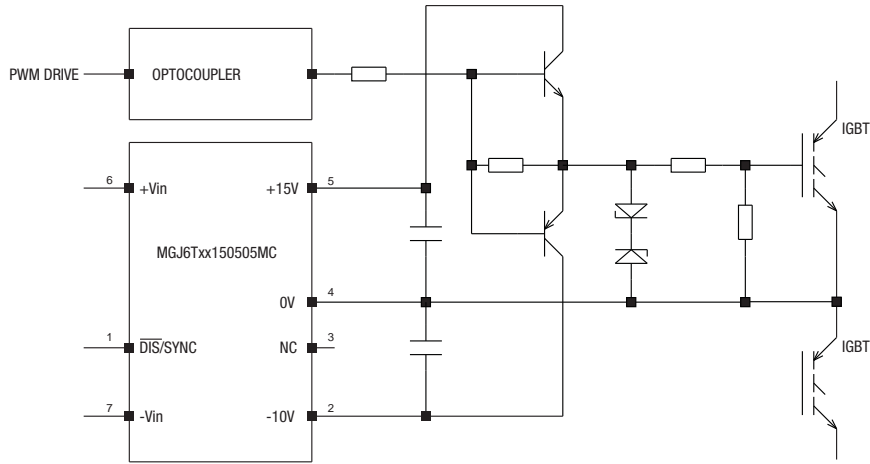 PWM DRIVE
OPTOCOUPLER
IGBT
6
+Vin
+15V
5
MGJ6Txx150505MC
0V
4
1
DIS/SYNC
NC
3
IGBT
7
-Vin
-10V
2